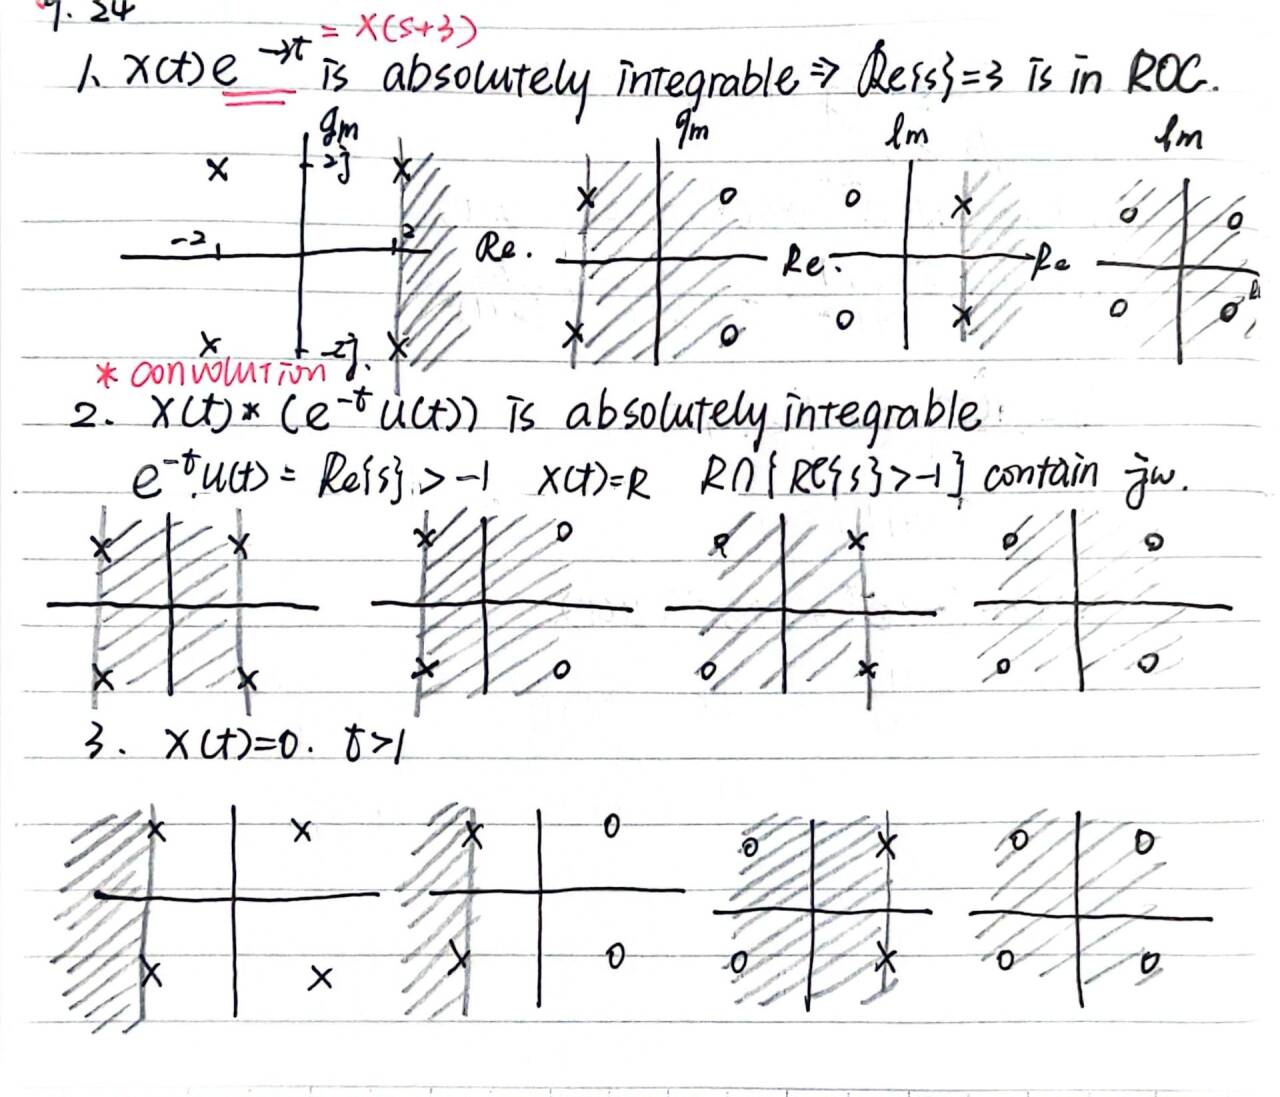 9.24
= X(s+3)
1. x(t)e is absolutely integrable ⇒ Re{s}=3 is in ROC.
Im Im Im Im
2j
-2 2 Re. Re. Re
-2j.
* convolution
2. x(t)* (e^-t u(t)) is absolutely integrable.
e^-t u(t) = Re{s} > -1 x(t)=R R∩{Re{s}>-1} contain jw.
3. x(t)=0. t>1